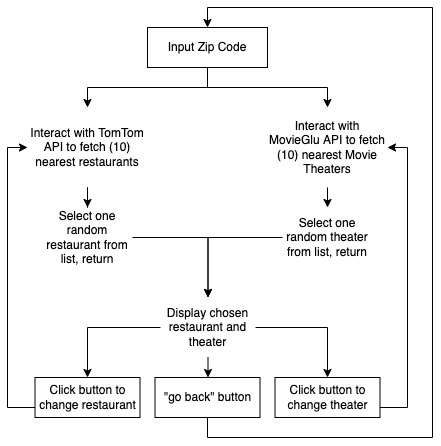 Input Zip Code
Interact with TomTom
API to fetch (10)
nearest restaurants
Interact with
MovieGlu API to fetch
(10) nearest Movie
Theaters
Select one
random
restaurant from
list, return
Select one
random theater
from list, return
Display chosen
restaurant and
theater
Click button to
change restaurant
"go back" button
Click button to
change theater